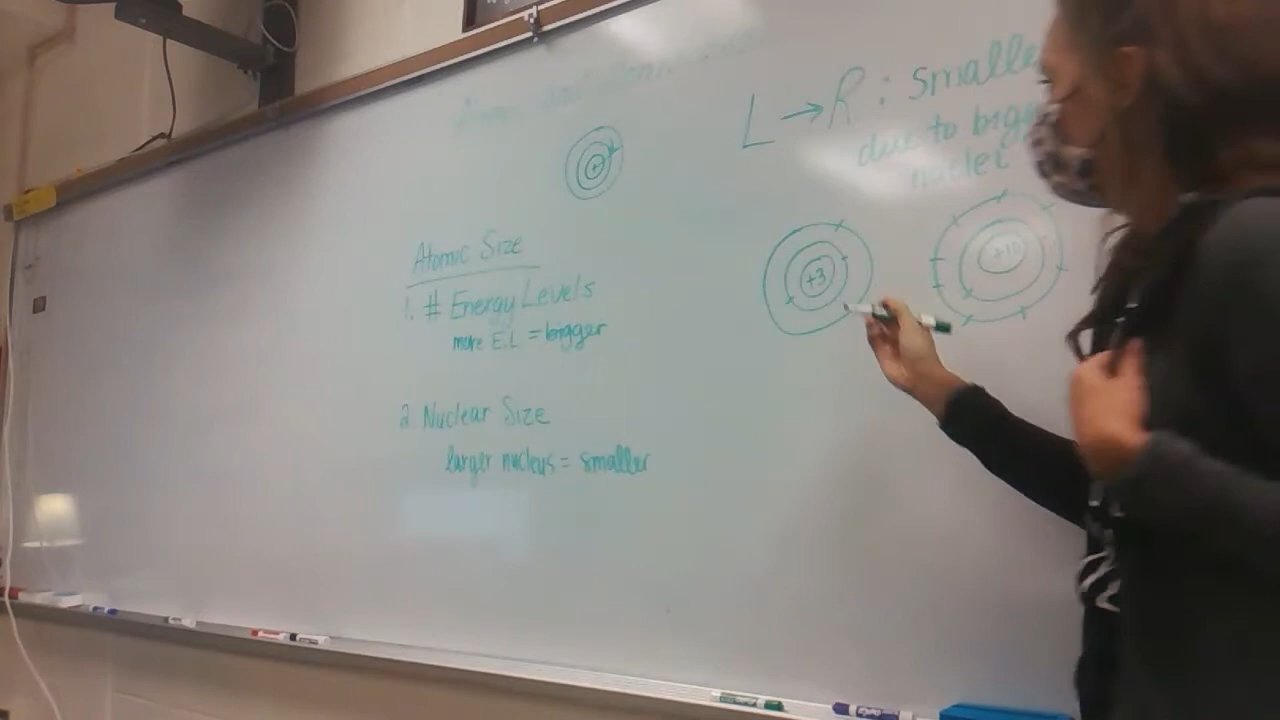 L → R : Smalle
due to bigge
nuclei
Atomic Size
1. # Energy Levels
more E.L = bigger
2 Nuclear Size
larger nucleus = smaller
+
+3
+10